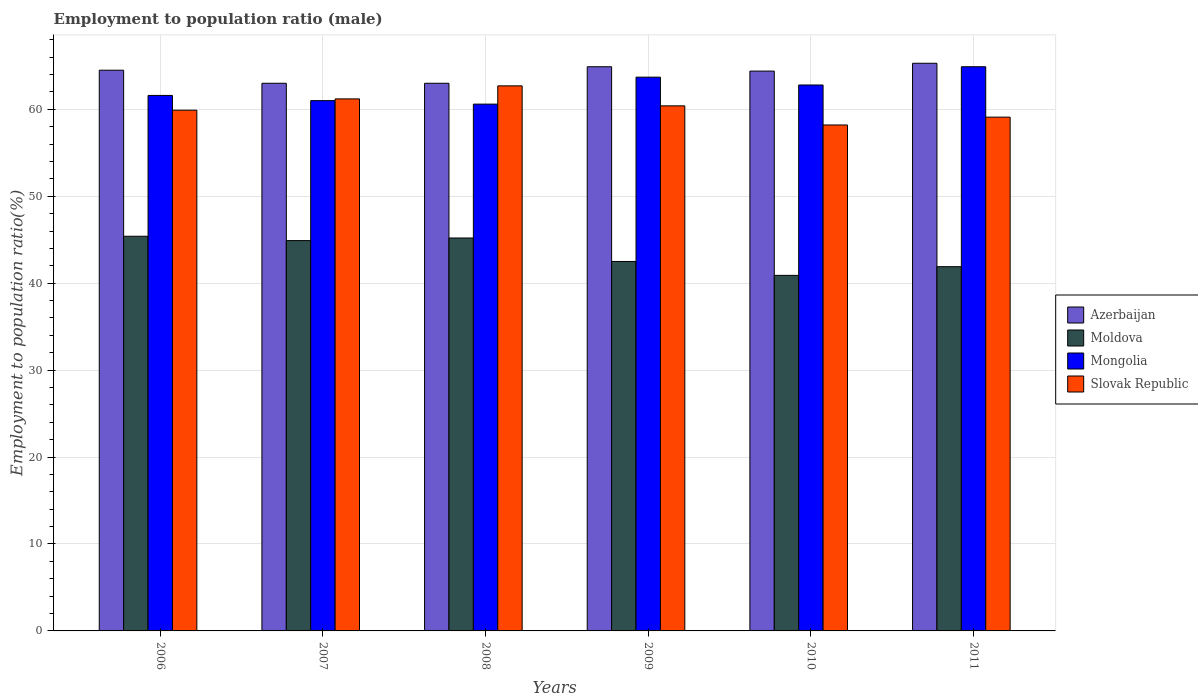 Employment to population ratio (male)
Employment to population ratio(%)
0
10
20
30
40
50
60
2006
2007
2008
2009
2010
2011
Years
Azerbaijan
Moldova
Mongolia
Slovak Republic